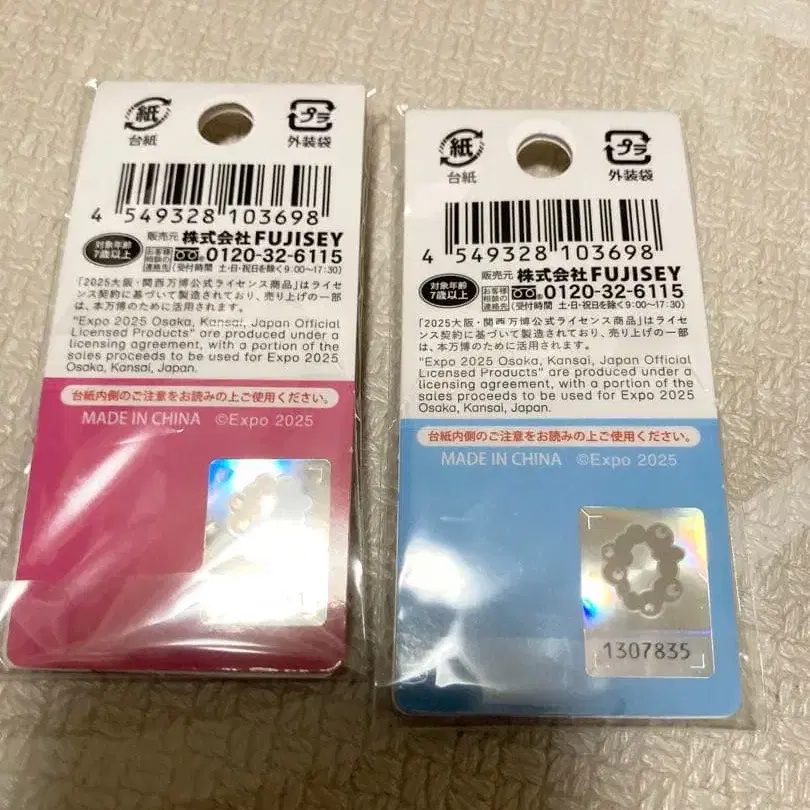 紙
台紙
プラ
外装袋
4 549328 103698
対象年齢
7歳以上
販売元 株式会社FUJISEY
お客様
相談の
連絡先
0120-32-6115
(受付時間 土・日・祝日を除く9:00~17:30)
「2025大阪・関西万博公式ライセンス商品」はライセ
ンス契約に基づいて製造されており、売り上げの一部
は、本万博のために活用されます。
"Expo 2025 Osaka, Kansai, Japan Official
Licensed Products" are produced under a
licensing agreement, with a portion of the
sales proceeds to be used for Expo 2025
Osaka, Kansai, Japan.
台紙内側のご注意をお読みの上ご使用ください。
MADE IN CHINA ©Expo 2025
紙
台紙
プラ
外装袋
4 549328 103698
対象年齢
7歳以上
販売元 株式会社FUJISEY
お客様
相談の
連絡先
0120-32-6115
(受付時間 土・日・祝日を除く9:00~17:30)
「2025大阪・関西万博公式ライセンス商品」はライセ
ンス契約に基づいて製造されており、売り上げの一部
は、本万博のために活用されます。
"Expo 2025 Osaka, Kansai, Japan Official
Licensed Products" are produced under a
licensing agreement, with a portion of the
sales proceeds to be used for Expo 2025
Osaka, Kansai, Japan.
台紙内側のご注意をお読みの上ご使用ください。
MADE IN CHINA ©Expo 2025
1307835